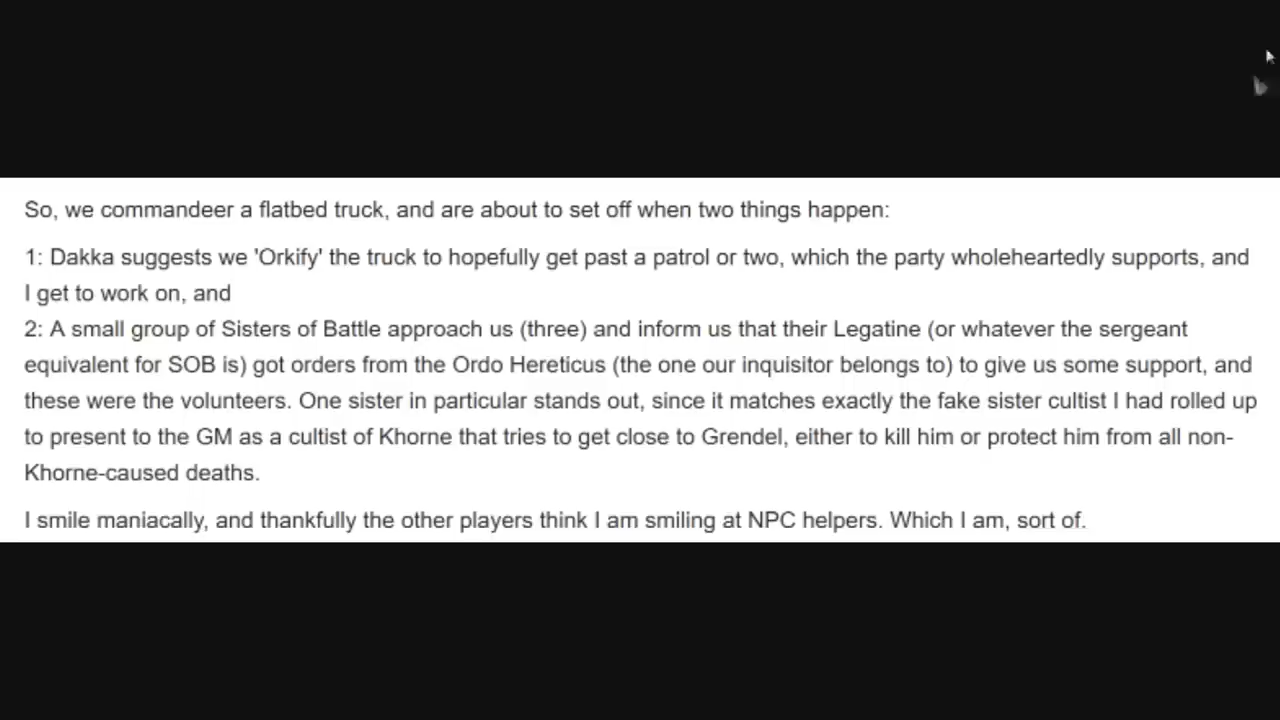 So, we commandeer a flatbed truck, and are about to set off when two things happen:
1: Dakka suggests we 'Orkify' the truck to hopefully get past a patrol or two, which the party wholeheartedly supports, and
I get to work on, and
2: A small group of Sisters of Battle approach us (three) and inform us that their Legatine (or whatever the sergeant
equivalent for SOB is) got orders from the Ordo Hereticus (the one our inquisitor belongs to) to give us some support, and
these were the volunteers. One sister in particular stands out, since it matches exactly the fake sister cultist I had rolled up
to present to the GM as a cultist of Khorne that tries to get close to Grendel, either to kill him or protect him from all non-
Khorne-caused deaths.
I smile maniacally, and thankfully the other players think I am smiling at NPC helpers. Which I am, sort of.